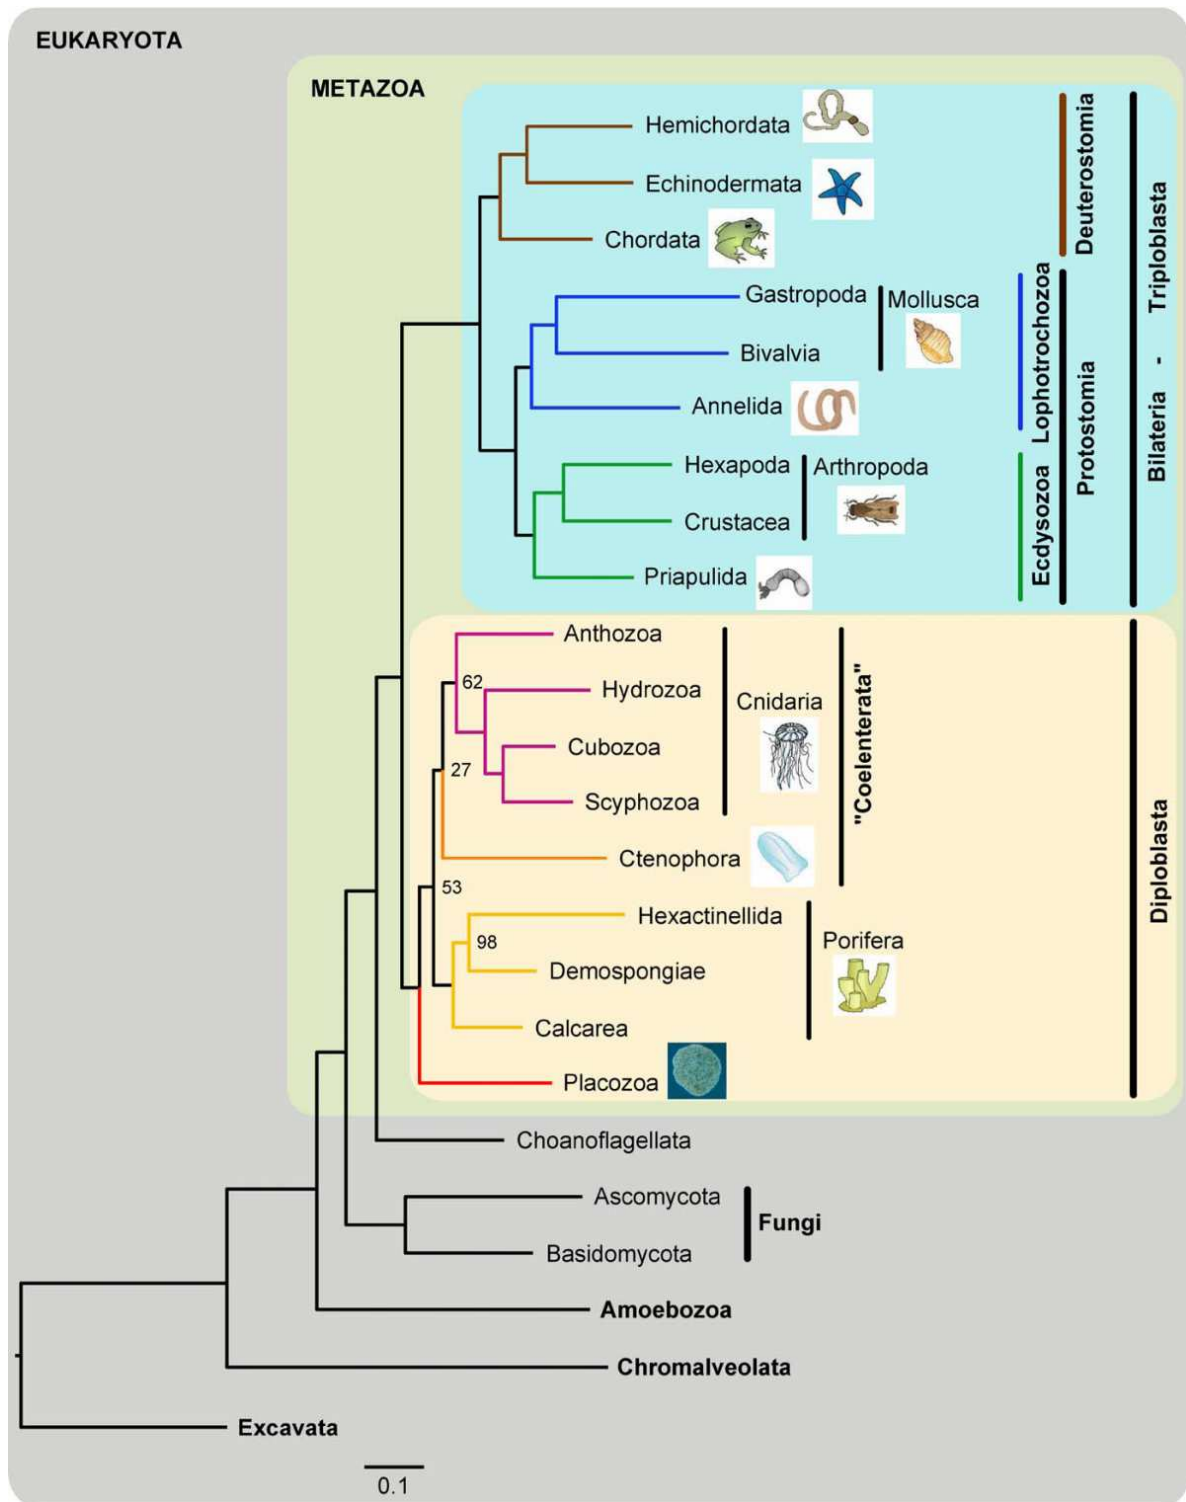 EUKARYOTA
METAZOA
Hemichordata
Echinodermata
Chordata
Deuterostomia
Gastropoda
Mollusca
Bivalvia
Annelida
Lophotrochozoa
Hexapoda
Arthropoda
Crustacea
Priapulida
Ecdysozoa
Protostomia
Bilateria - Triploblasta
Anthozoa
62
Hydrozoa
Cnidaria
Cubozoa
27
Scyphozoa
"Coelenterata"
Ctenophora
53
Hexactinellida
98
Porifera
Demospongiae
Calcarea
Placozoa
Diploblasta
Choanoflagellata
Ascomycota
Fungi
Basidomycota
Amoebozoa
Chromalveolata
Excavata
0.1